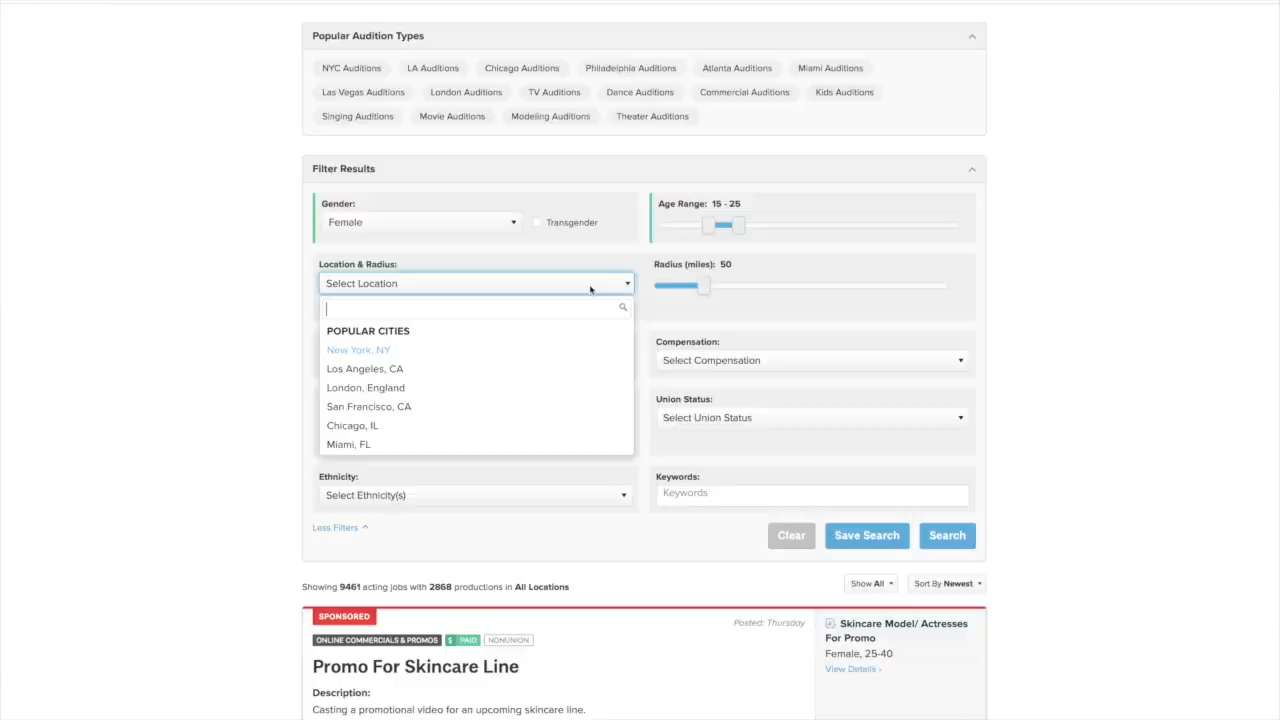 Popular Audition Types
NYC Auditions LA Auditions Chicago Auditions Philadelphia Auditions Atlanta Auditions Miami Auditions
Las Vegas Auditions London Auditions TV Auditions Dance Auditions Commercial Auditions Kids Auditions
Singing Auditions Movie Auditions Modeling Auditions Theater Auditions
Filter Results
Gender:
Female
Transgender
Age Range: 15 - 25
Location & Radius:
Select Location
Radius (miles): 50
POPULAR CITIES
New York, NY
Los Angeles, CA
London, England
San Francisco, CA
Chicago, IL
Miami, FL
Compensation:
Select Compensation
Union Status:
Select Union Status
Ethnicity:
Select Ethnicity(s)
Keywords:
Keywords
Less Filters
Clear Save Search Search
Showing 9461 acting jobs with 2868 productions in All Locations
Show All Sort By Newest
SPONSORED
Posted: Thursday
ONLINE COMMERCIALS & PROMOS $ PAID NONUNION
Promo For Skincare Line
Description:
Casting a promotional video for an upcoming skincare line.
Skincare Model/ Actresses
For Promo
Female, 25-40
View Details ›